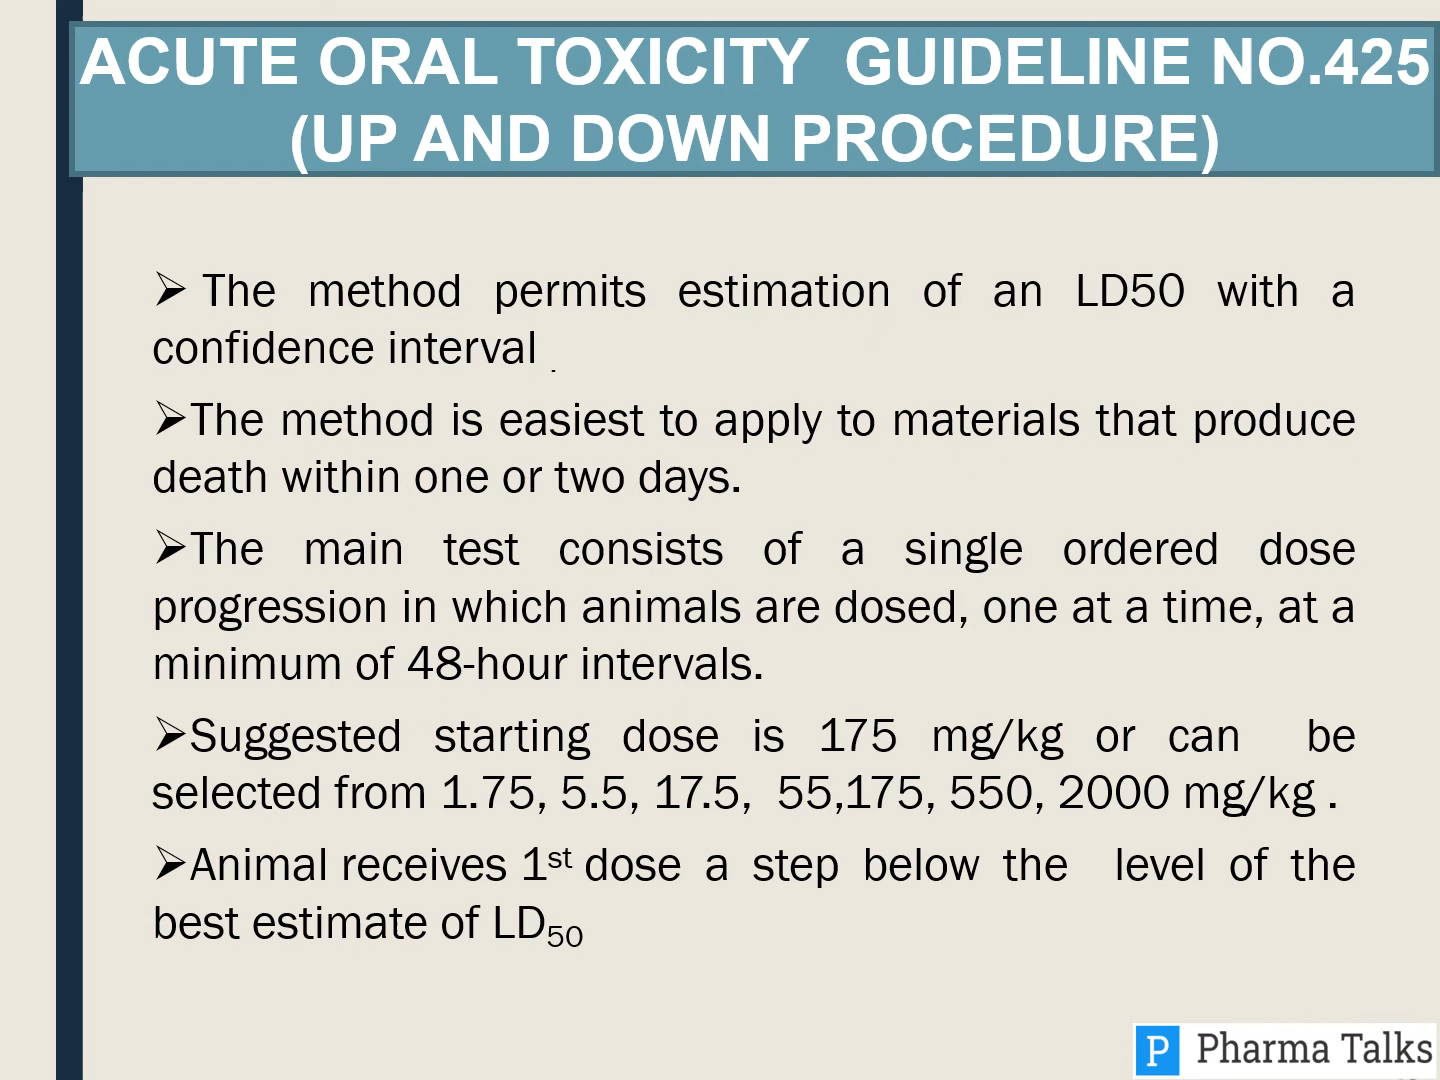 ACUTE ORAL TOXICITY GUIDELINE NO.425
(UP AND DOWN PROCEDURE)
➢ The method permits estimation of an LD50 with a
confidence interval .
➢The method is easiest to apply to materials that produce
death within one or two days.
➢The main test consists of a single ordered dose
progression in which animals are dosed, one at a time, at a
minimum of 48-hour intervals.
➢Suggested starting dose is 175 mg/kg or can be
selected from 1.75, 5.5, 17.5, 55,175, 550, 2000 mg/kg .
➢Animal receives 1st dose a step below the level of the
best estimate of LD50
P Pharma Talks